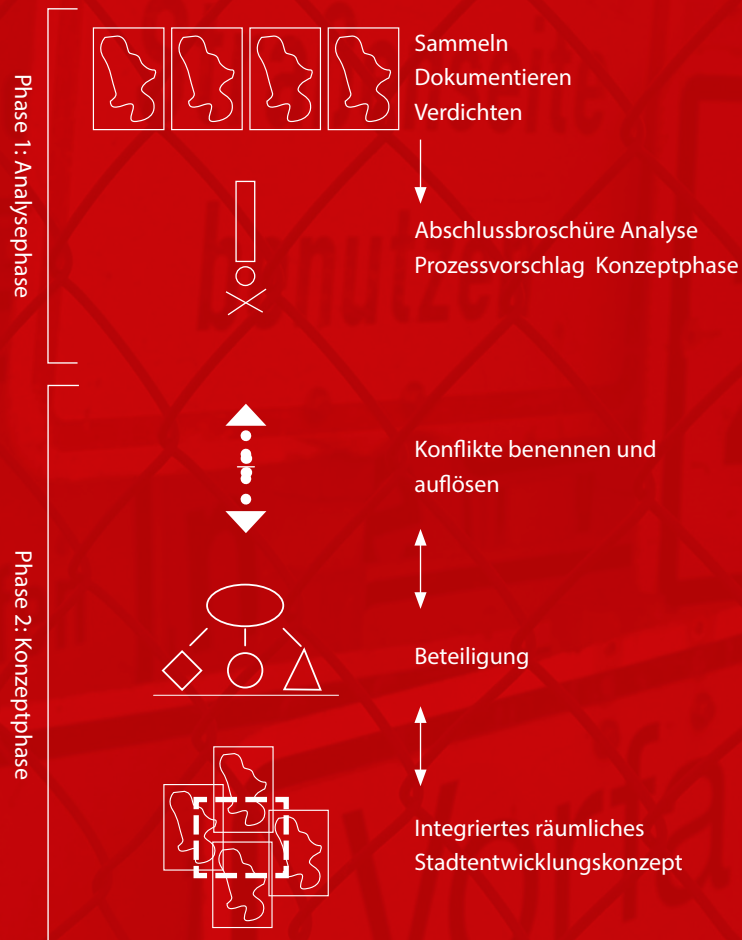 Phase 1: Analysephase
Sammeln
Dokumentieren
Verdichten
Abschlussbroschüre Analyse
Prozessvorschlag Konzeptphase
Phase 2: Konzeptphase
Konflikte benennen und
auflösen
Beteiligung
Integriertes räumliches
Stadtentwicklungskonzept
benutzen